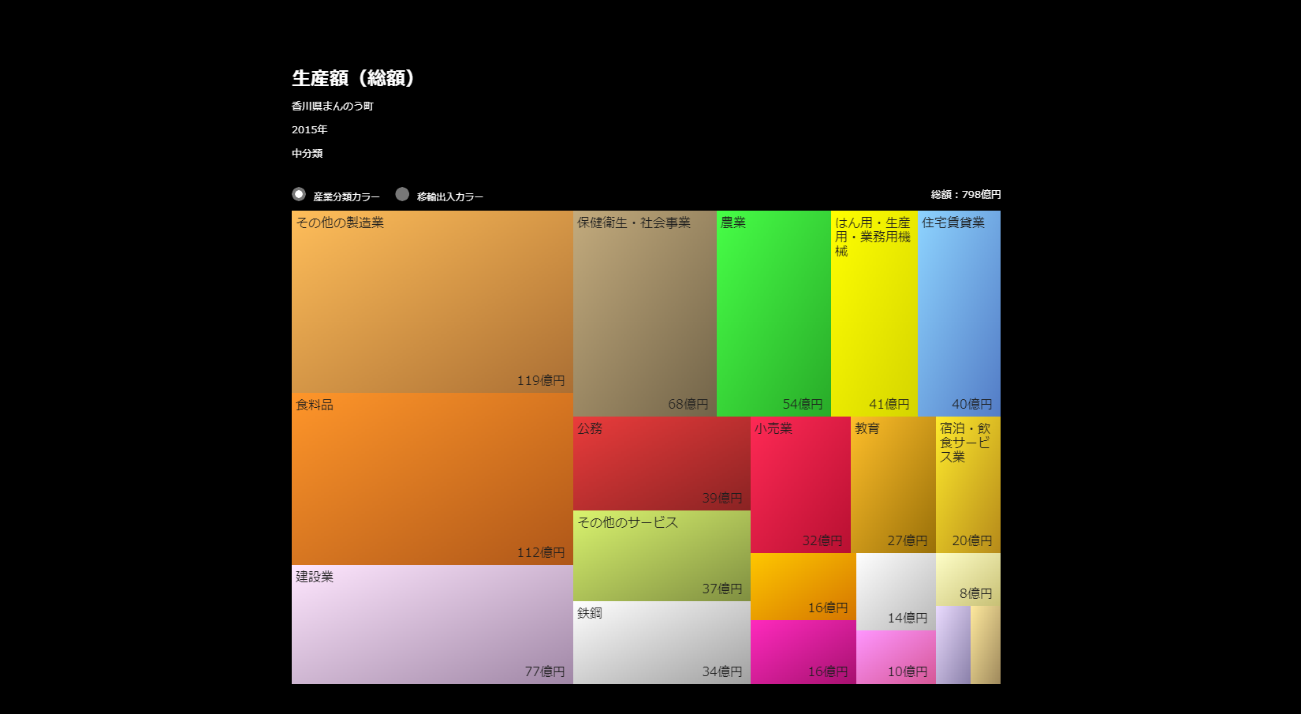 生産額（総額）
香川県まんのう町
2015年
中分類
産業分類カラー
移輸出入カラー
総額：798億円
その他の製造業
119億円
保健衛生・社会事業
68億円
農業
54億円
はん用・生産
用・業務用機
械
41億円
住宅賃貸業
40億円
食料品
112億円
建設業
77億円
公務
39億円
その他のサービス
37億円
鉄鋼
34億円
小売業
32億円
教育
27億円
宿泊・飲
食サービ
ス業
20億円
16億円
16億円
14億円
10億円
8億円